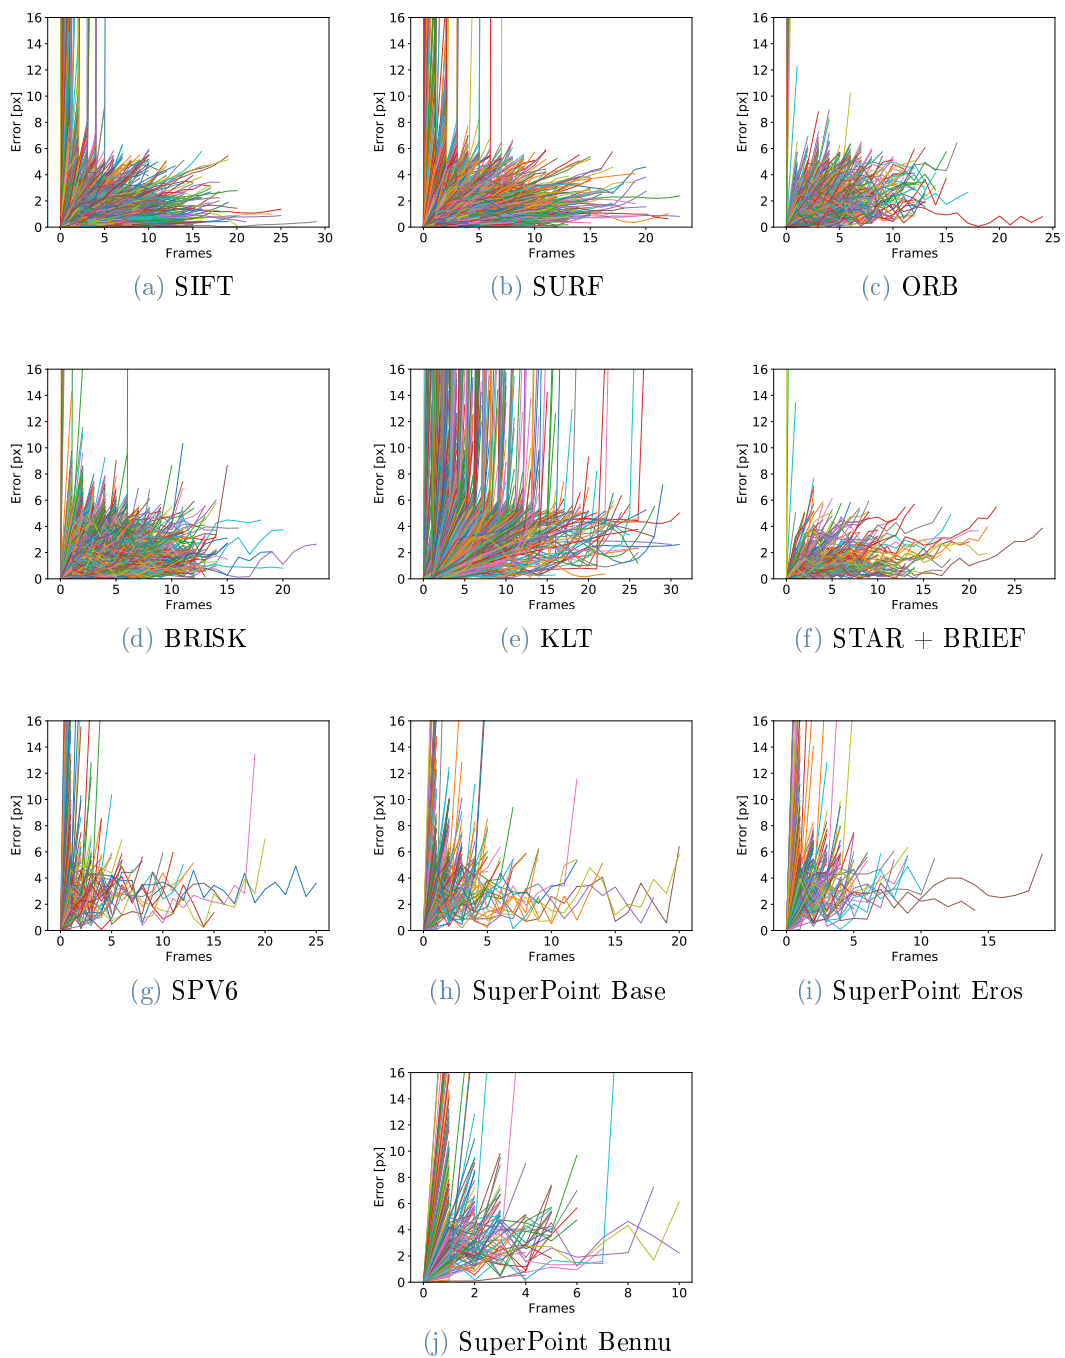 16
14
12
10
8
6
4
2
0
Error [px]
0 5 10 15 20 25 30
Frames
(a) SIFT
16
14
12
10
8
6
4
2
0
Error [px]
0 5 10 15 20
Frames
(b) SURF
16
14
12
10
8
6
4
2
0
Error [px]
0 5 10 15 20 25
Frames
(c) ORB
16
14
12
10
8
6
4
2
0
Error [px]
0 5 10 15 20
Frames
(d) BRISK
16
14
12
10
8
6
4
2
0
Error [px]
0 5 10 15 20 25 30
Frames
(e) KLT
16
14
12
10
8
6
4
2
0
Error [px]
0 5 10 15 20 25
Frames
(f) STAR + BRIEF
16
14
12
10
8
6
4
2
0
Error [px]
0 5 10 15 20 25
Frames
(g) SPV6
16
14
12
10
8
6
4
2
0
Error [px]
0 5 10 15 20
Frames
(h) SuperPoint Base
16
14
12
10
8
6
4
2
0
Error [px]
0 5 10 15
Frames
(i) SuperPoint Eros
16
14
12
10
8
6
4
2
0
Error [px]
0 2 4 6 8 10
Frames
(j) SuperPoint Bennu